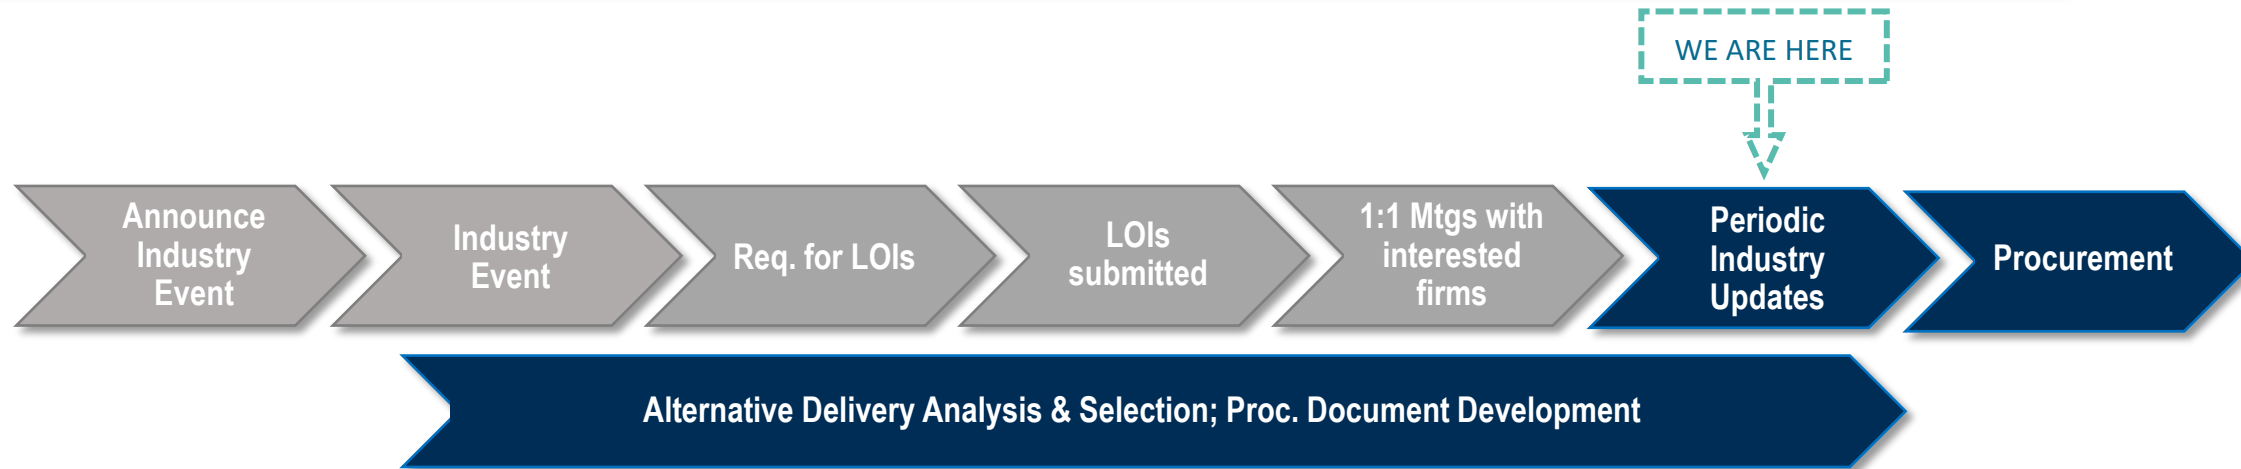 WE ARE HERE
Announce
Industry
Event
Industry
Event
Req. for LOIs
LOIs
submitted
1:1 Mtgs with
interested
firms
Periodic
Industry
Updates
Procurement
Alternative Delivery Analysis & Selection; Proc. Document Development